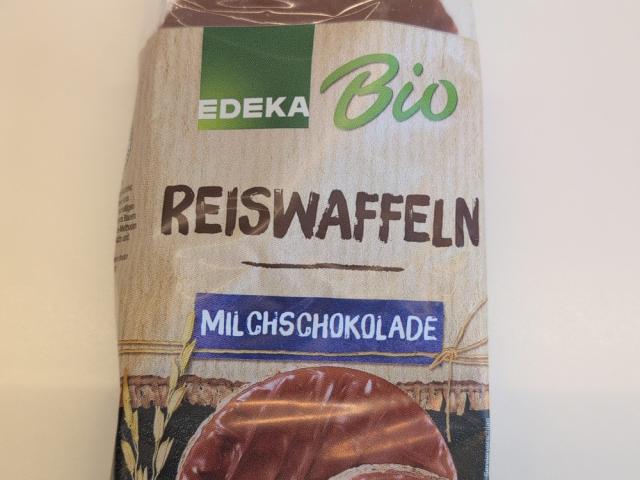 EDEKA Bio
REISWAFFELN
MILCHSCHOKOLADE